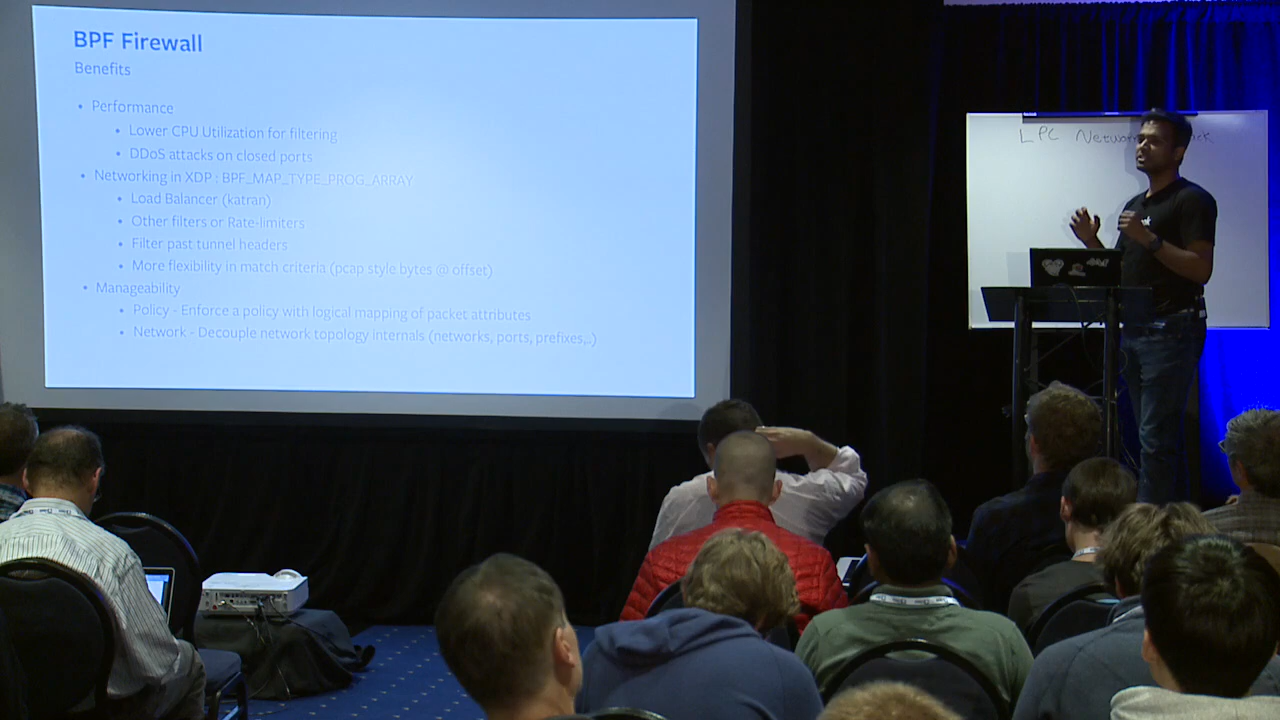 BPF Firewall
Benefits
• Performance
• Lower CPU Utilization for filtering
• DDoS attacks on closed ports
• Networking in XDP : BPF_MAP_TYPE_PROG_ARRAY
• Load Balancer (katran)
• Other filters or Rate-limiters
• Filter past tunnel headers
• More flexibility in match criteria (pcap style bytes @ offset)
• Manageability
• Policy - Enforce a policy with logical mapping of packet attributes
• Network - Decouple network topology internals (networks, ports, prefixes,..)
LPC